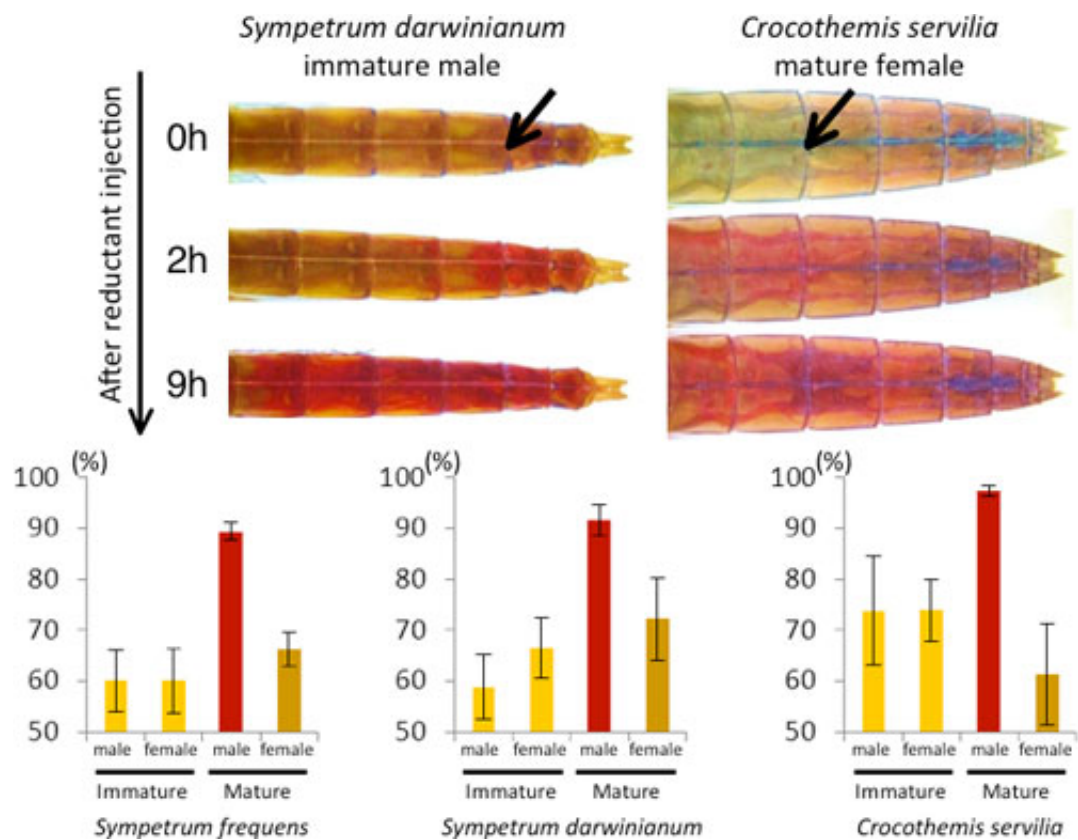 Sympetrum darwinianum
immature male
Crocothemis servilia
mature female
After reductant injection
0h
2h
9h
(%)
100
90
80
70
60
50
male female male female
Immature Mature
Sympetrum frequens
(%)
100
90
80
70
60
50
male female male female
Immature Mature
Sympetrum darwinianum
(%)
100
90
80
70
60
50
male female male female
Immature Mature
Crocothemis servilia